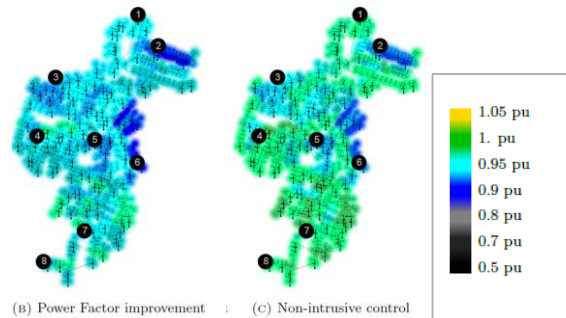 1
2
3
4
5
6
7
8
(B) Power Factor improvement
1
2
3
4
5
6
7
8
(C) Non-intrusive control
1.05 pu
1. pu
0.95 pu
0.9 pu
0.8 pu
0.7 pu
0.5 pu